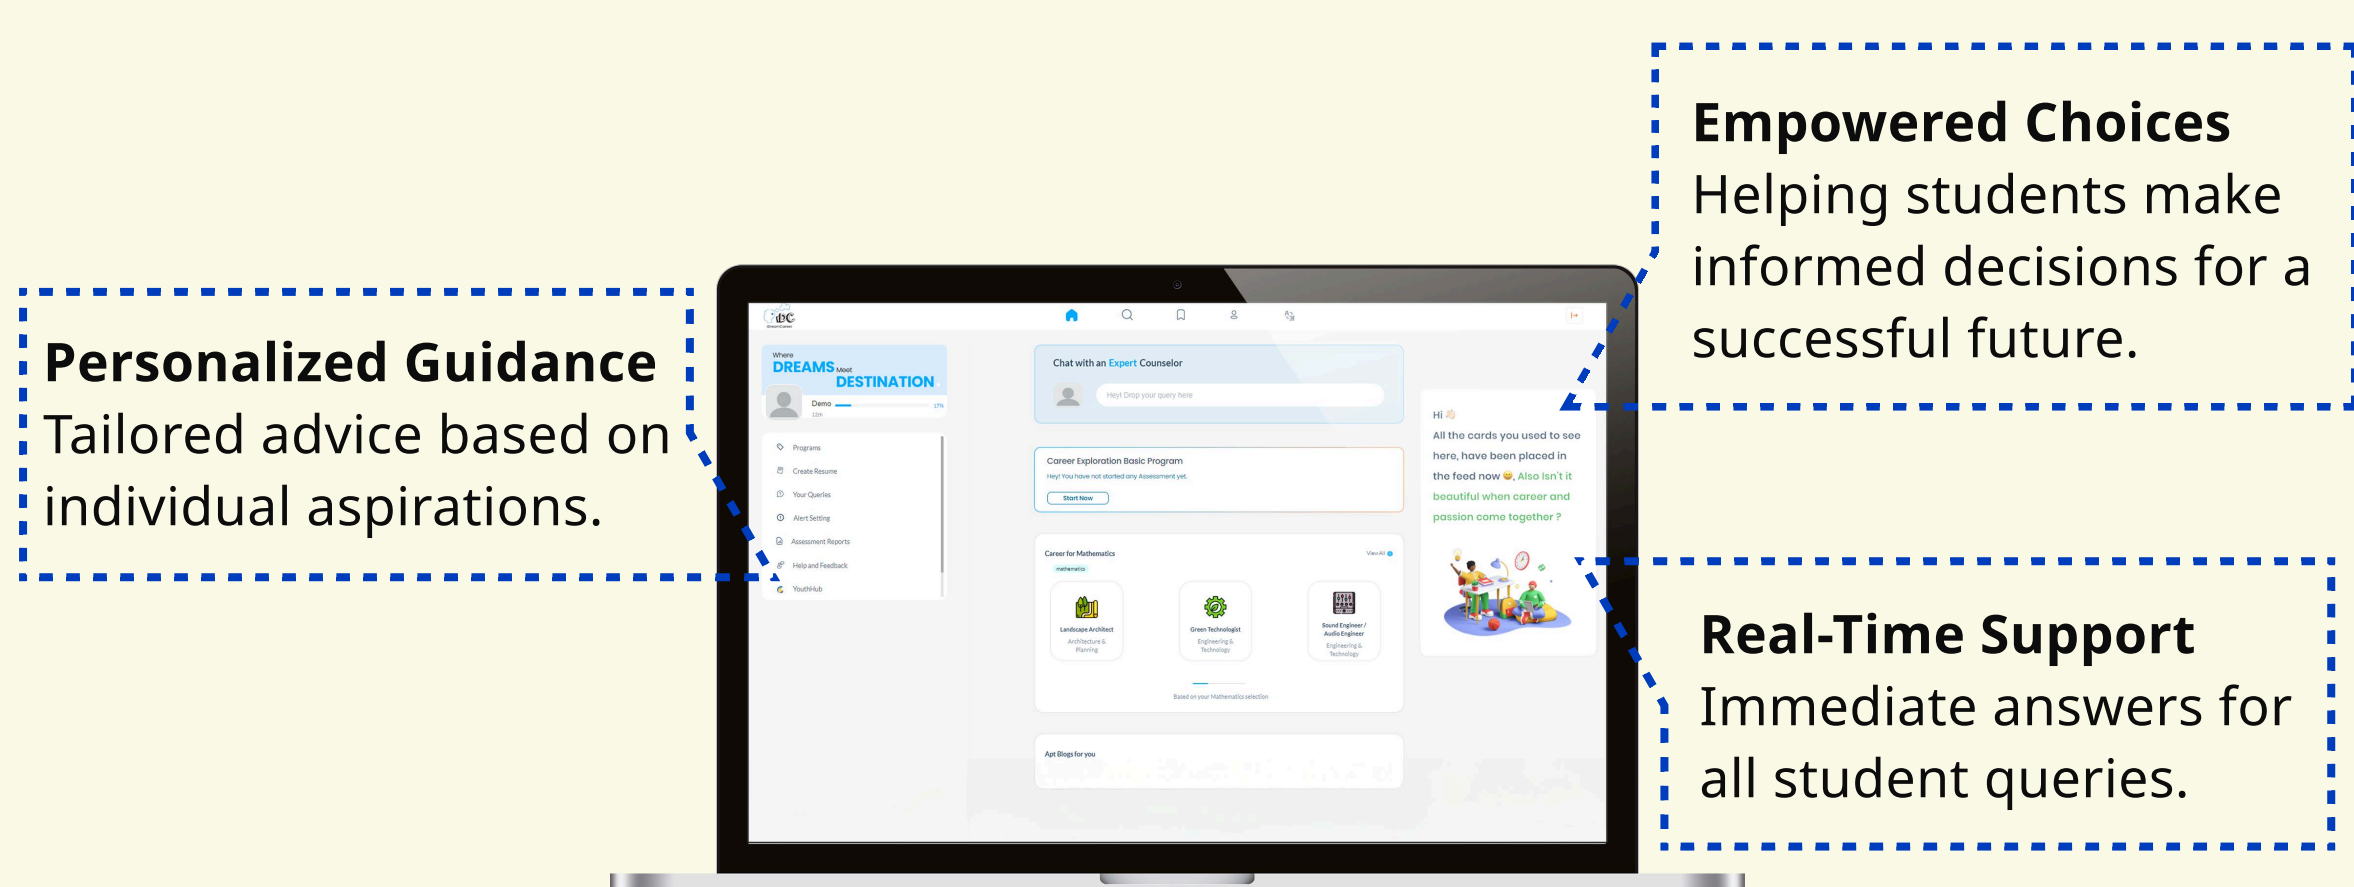 Empowered Choices
Helping students make
informed decisions for a
successful future.
Personalized Guidance
Tailored advice based on
individual aspirations.
Real-Time Support
Immediate answers for
all student queries.
dbC
Where
DREAMS Meet
DESTINATION
Demo
17%
12th
Programs
Create Resume
Your Queries
Alert Setting
Assessment Reports
Help and Feedback
YouthHub
Chat with an Expert Counselor
Hey! Drop your query here
Career Exploration Basic Program
Hey! You have not started any Assessment yet.
Start Now
Career for Mathematics
View All
mathematics
Landscape Architect
Architecture &
Planning
Green Technologist
Engineering &
Technology
Sound Engineer /
Audio Engineer
Engineering &
Technology
Based on your Mathematics selection
Apt Blogs for you
Hi 👋🏻
All the cards you used to see
here, have been placed in
the feed now 😄, Also Isn't it
beautiful when career and
passion come together ?